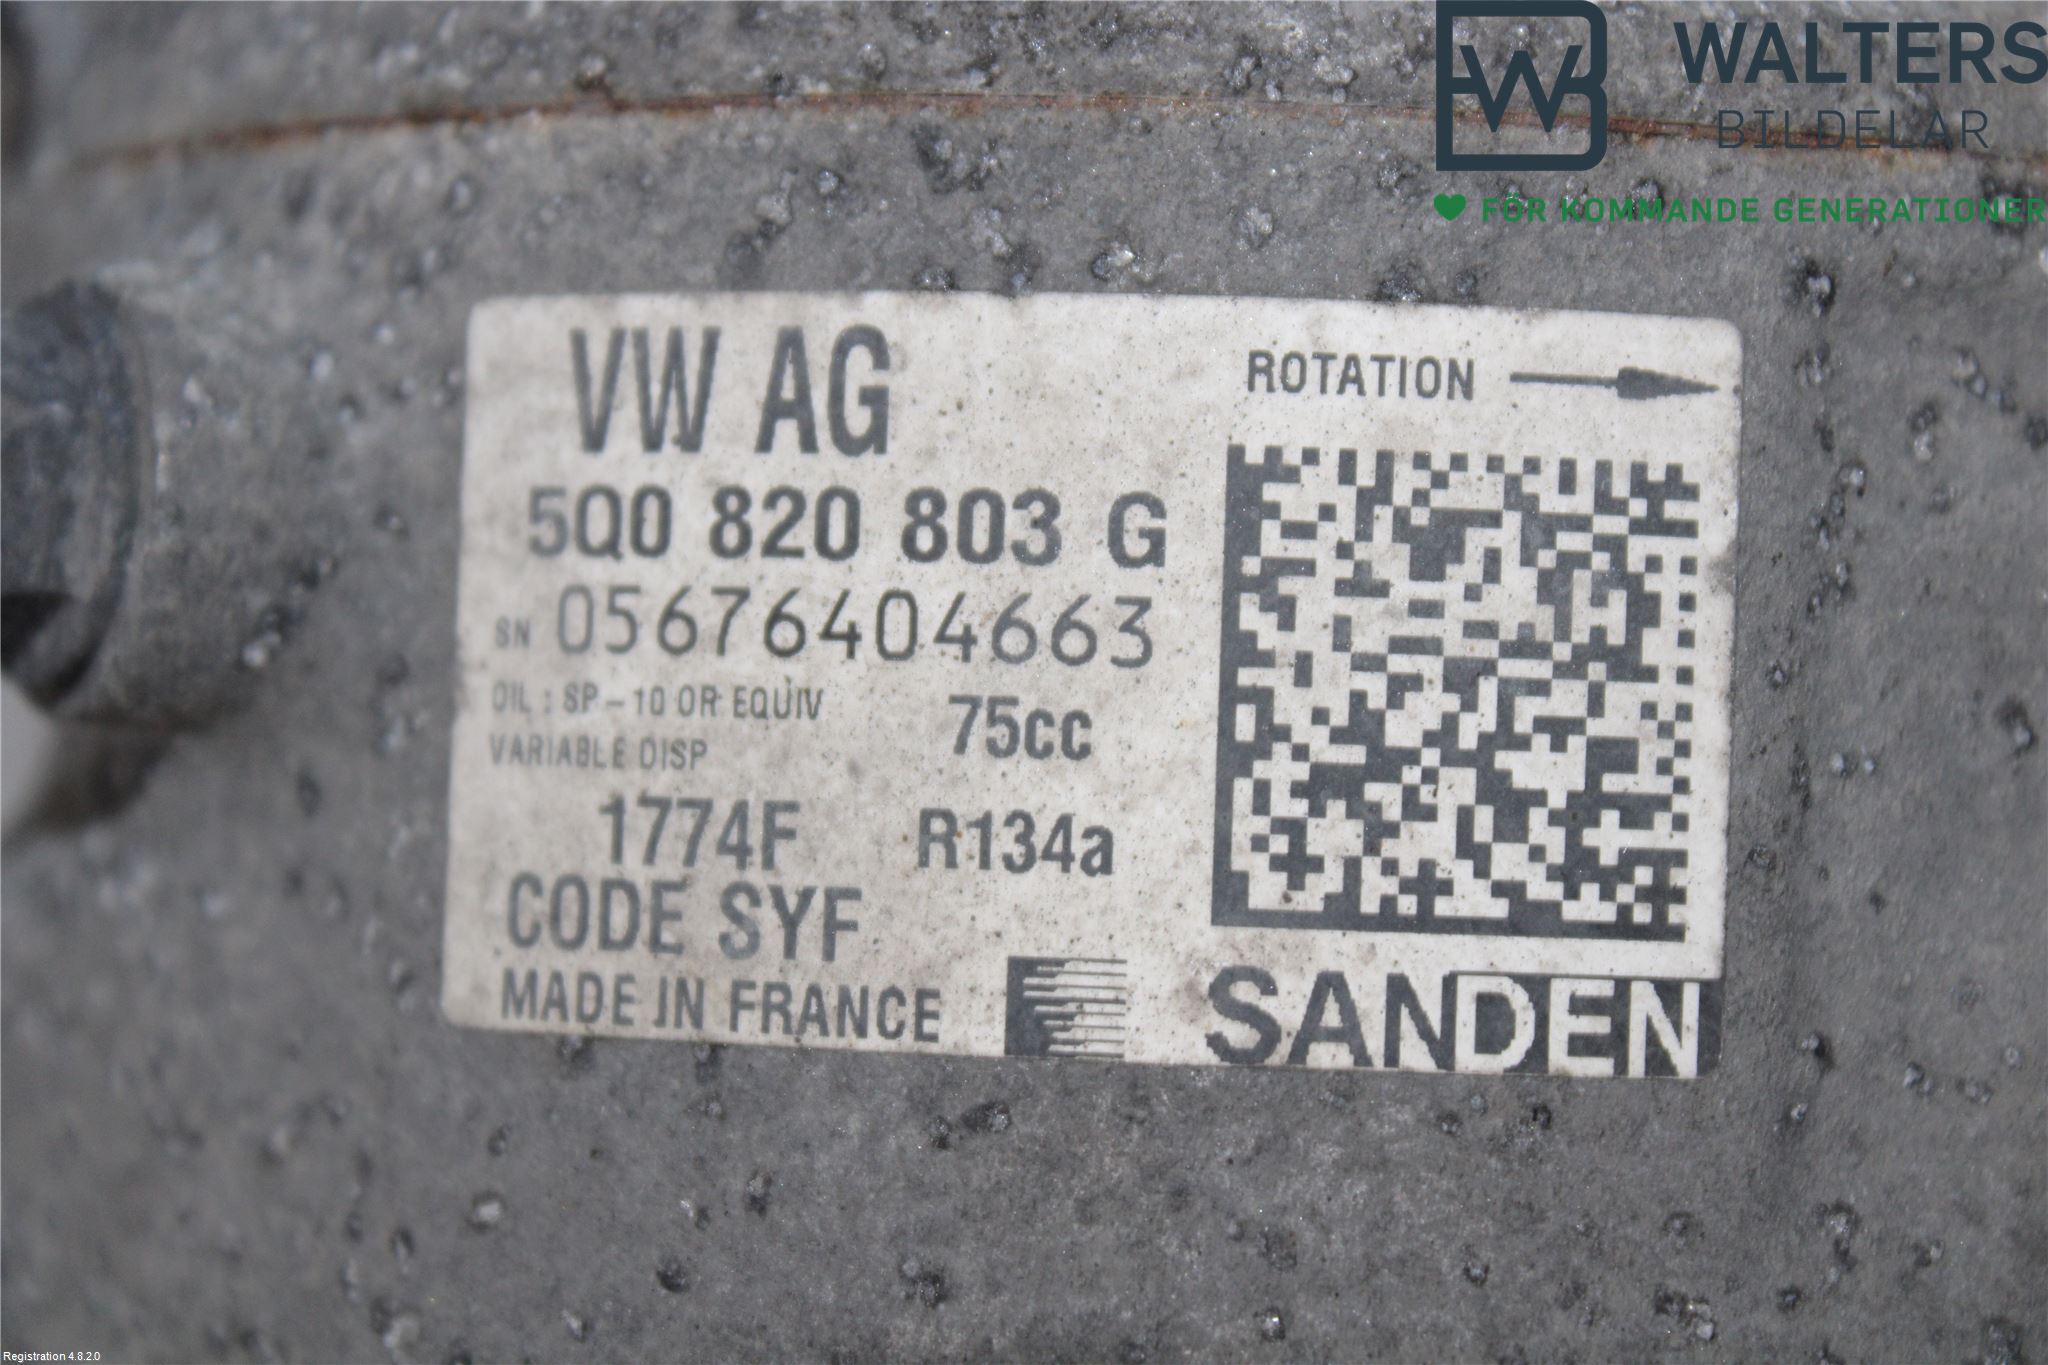 WALTERS
BILDELAR
FÖR KOMMANDE GENERATIONER
VW AG
ROTATION
5Q0 820 803 G
SN 05676404663
OIL : SP-10 OR EQUIV
75cc
VARIABLE DISP
1774F R134a
CODE SYF
MADE IN FRANCE
SANDEN
Registration 4.8.2.0